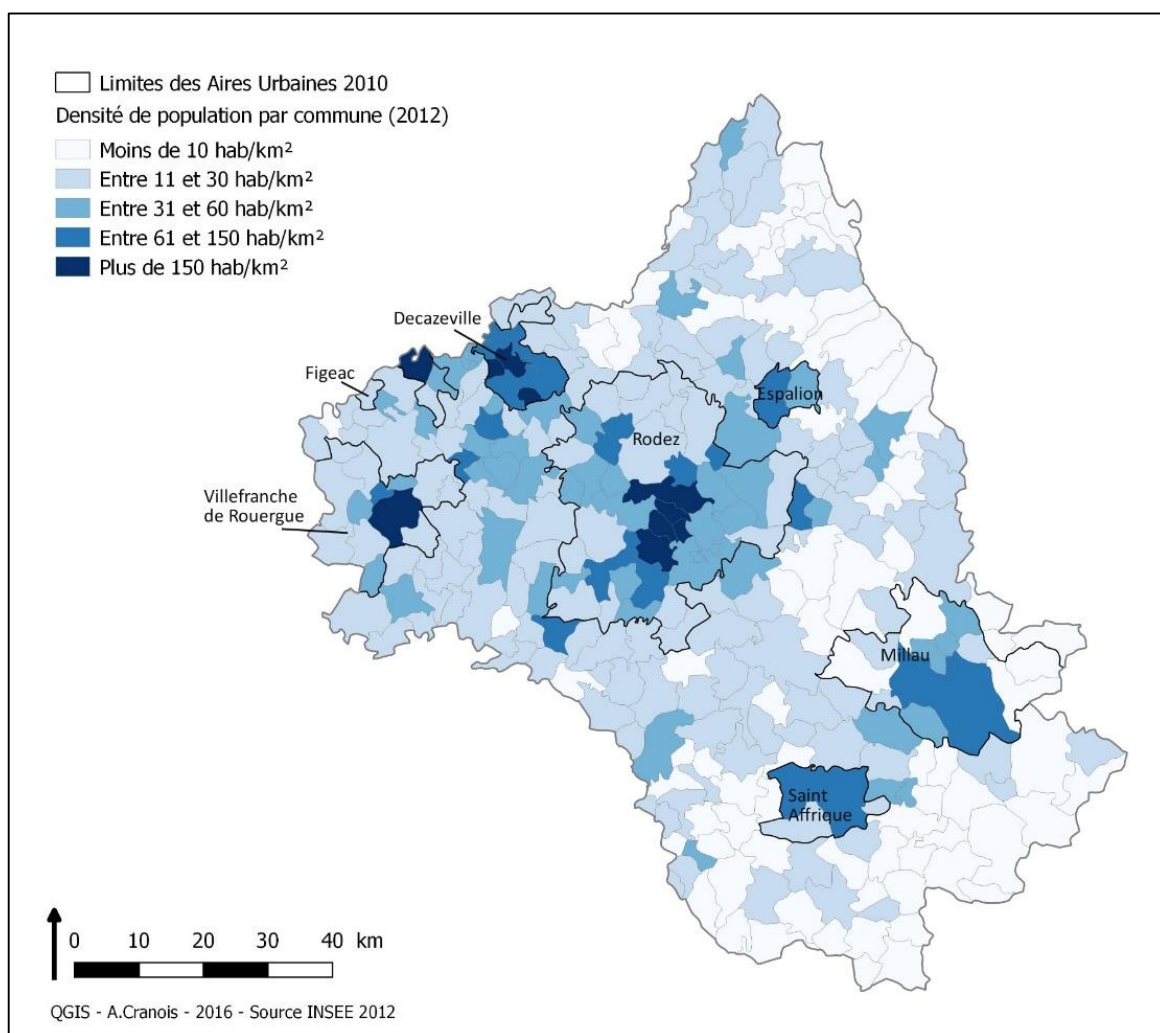 Limites des Aires Urbaines 2010
Densité de population par commune (2012)
Moins de 10 hab/km²
Entre 11 et 30 hab/km²
Entre 31 et 60 hab/km²
Entre 61 et 150 hab/km²
Plus de 150 hab/km²
Decazeville
Figeac
Espalion
Rodez
Villefranche
de Rouergue
Millau
Saint
Affrique
0 10 20 30 40 km
QGIS - A.Cranois - 2016 - Source INSEE 2012